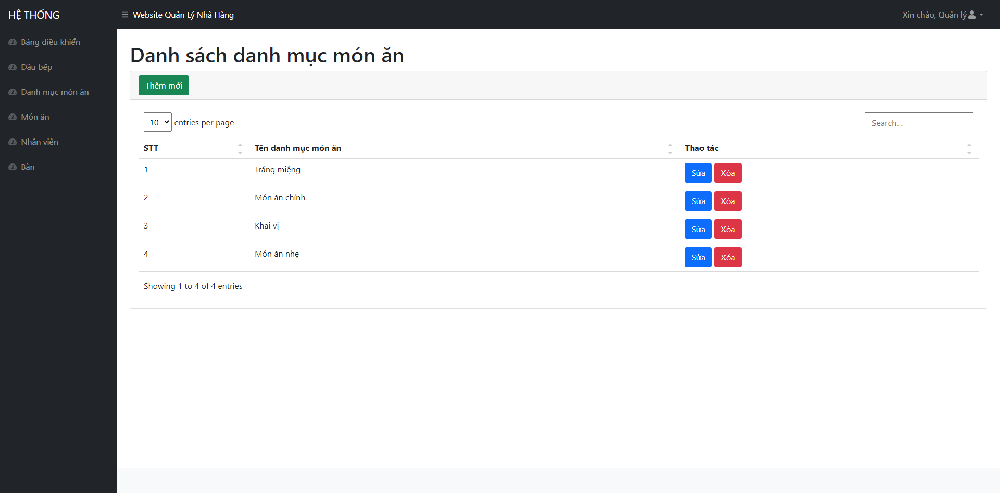 HỆ THỐNG
Website Quản Lý Nhà Hàng
Xin chào, Quản lý
Bảng điều khiển
Đầu bếp
Danh mục món ăn
Món ăn
Nhân viên
Bàn
Danh sách danh mục món ăn
Thêm mới
10 entries per page
Search...
STT Tên danh mục món ăn Thao tác
1 Tráng miệng Sửa Xóa
2 Món ăn chính Sửa Xóa
3 Khai vị Sửa Xóa
4 Món ăn nhẹ Sửa Xóa
Showing 1 to 4 of 4 entries